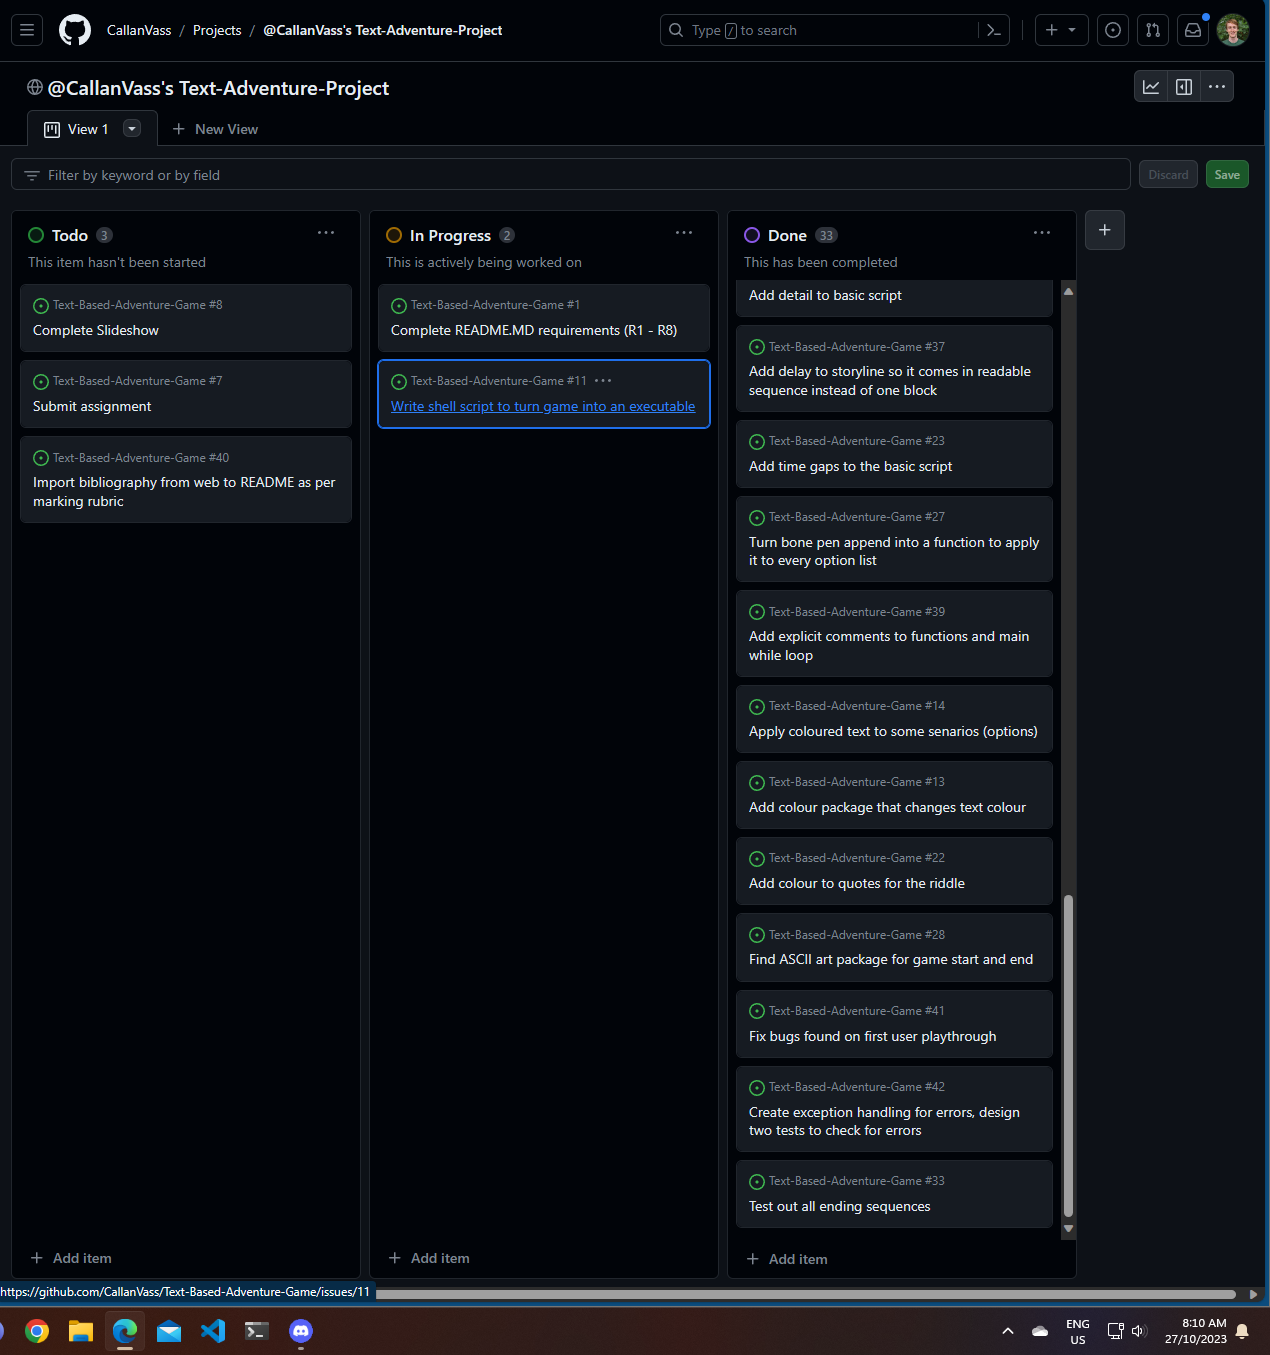 CallanVass / Projects / @CallanVass's Text-Adventure-Project
Type / to search
@CallanVass's Text-Adventure-Project
View 1
New View
Filter by keyword or by field
Discard
Save
Todo 3
This item hasn't been started
Text-Based-Adventure-Game #8
Complete Slideshow
Text-Based-Adventure-Game #7
Submit assignment
Text-Based-Adventure-Game #40
Import bibliography from web to README as per
marking rubric
Add item
In Progress 2
This is actively being worked on
Text-Based-Adventure-Game #1
Complete README.MD requirements (R1 - R8)
Text-Based-Adventure-Game #11
Write shell script to turn game into an executable
Add item
Done 33
This has been completed
Add detail to basic script
Text-Based-Adventure-Game #37
Add delay to storyline so it comes in readable
sequence instead of one block
Text-Based-Adventure-Game #23
Add time gaps to the basic script
Text-Based-Adventure-Game #27
Turn bone pen append into a function to apply
it to every option list
Text-Based-Adventure-Game #39
Add explicit comments to functions and main
while loop
Text-Based-Adventure-Game #14
Apply coloured text to some senarios (options)
Text-Based-Adventure-Game #13
Add colour package that changes text colour
Text-Based-Adventure-Game #22
Add colour to quotes for the riddle
Text-Based-Adventure-Game #28
Find ASCII art package for game start and end
Text-Based-Adventure-Game #41
Fix bugs found on first user playthrough
Text-Based-Adventure-Game #42
Create exception handling for errors, design
two tests to check for errors
Text-Based-Adventure-Game #33
Test out all ending sequences
Add item
https://github.com/CallanVass/Text-Based-Adventure-Game/issues/11
ENG
US
8:10 AM
27/10/2023